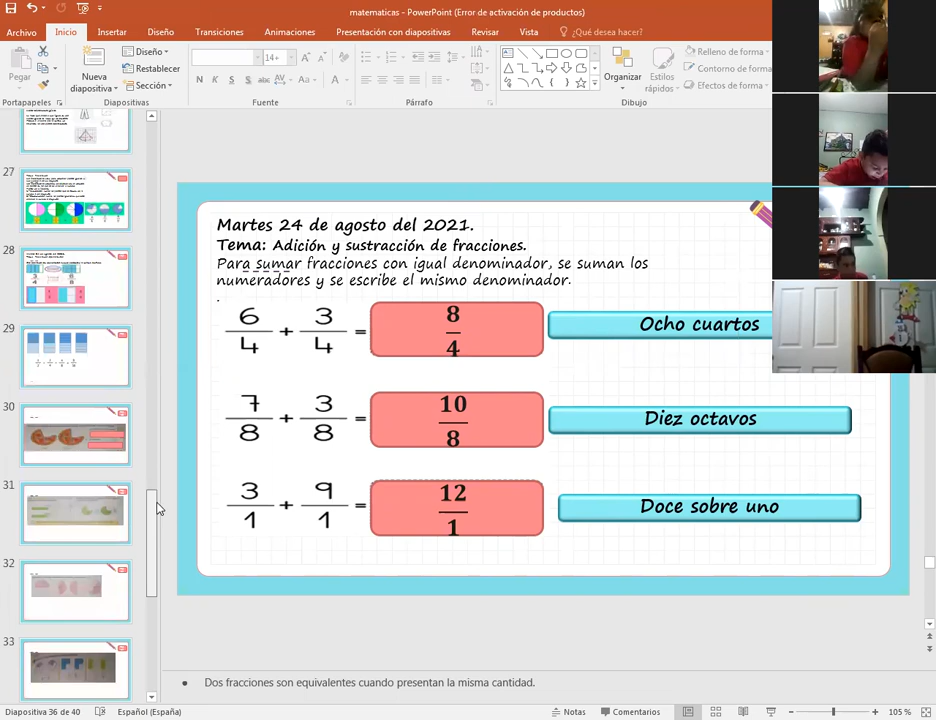 matematicas - PowerPoint (Error de activación de productos)
Archivo Inicio Insertar Diseño Transiciones Animaciones Presentación con diapositivas Revisar Vista ¿Qué desea hacer?
Pegar
Nueva diapositiva
Diseño
Restablecer
Sección
14+
N K S S abc AV Aa A
Organizar
Estilos rápidos
Relleno de forma
Contorno de forma
Efectos de forma
Portapapeles Diapositivas Fuente Párrafo Dibujo
27
28
29
30
31
32
33
Martes 24 de agosto del 2021.
Tema: Adición y sustracción de fracciones.
Para sumar fracciones con igual denominador, se suman los
numeradores y se escribe el mismo denominador.
.
6/4 + 3/4 = 8/4 Ocho cuartos
7/8 + 3/8 = 10/8 Diez octavos
3/1 + 9/1 = 12/1 Doce sobre uno
• Dos fracciones son equivalentes cuando presentan la misma cantidad.
Diapositiva 36 de 40 Español (España) Notas Comentarios 105 %